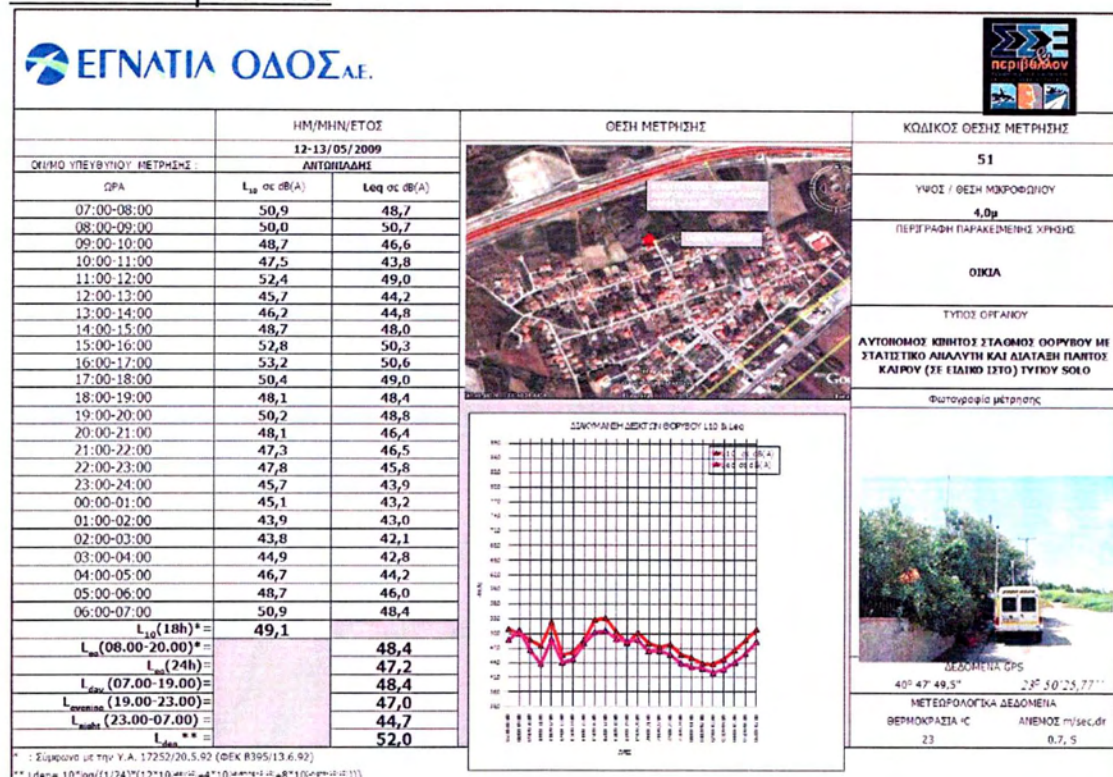 ΕΓΝΑΤΙΑ ΟΔΟΣ Α.Ε.
ΣΣΕ
&
περιβάλλον
ΗΜ/ΜΗΝ/ΕΤΟΣ
12-13/05/2009
ΟΝ/ΜΟ ΥΠΕΥΘΥΝΟΥ ΜΕΤΡΗΣΗΣ : ΑΝΤΩΝΙΑΔΗΣ
ΩΡΑ L10 σε dB(A) Leq σε dB(A)
07:00-08:00 50,9 48,7
08:00-09:00 50,0 50,7
09:00-10:00 48,7 46,6
10:00-11:00 47,5 43,8
11:00-12:00 52,4 49,0
12:00-13:00 45,7 44,2
13:00-14:00 46,2 44,8
14:00-15:00 48,7 48,0
15:00-16:00 52,8 50,3
16:00-17:00 53,2 50,6
17:00-18:00 50,4 49,0
18:00-19:00 48,1 48,4
19:00-20:00 50,2 48,8
20:00-21:00 48,1 46,4
21:00-22:00 47,3 46,5
22:00-23:00 47,8 45,8
23:00-24:00 45,7 43,9
00:00-01:00 45,1 43,2
01:00-02:00 43,9 43,0
02:00-03:00 43,8 42,1
03:00-04:00 44,9 42,8
04:00-05:00 46,7 44,2
05:00-06:00 48,7 46,0
06:00-07:00 50,9 48,4
L10(18h)*= 49,1
Leq(08.00-20.00)*= 48,4
Leq(24h)= 47,2
Lday (07.00-19.00)= 48,4
Levening (19.00-23.00)= 47,0
Lnight (23.00-07.00) = 44,7
Lden ** = 52,0
* : Σύμφωνα με την Υ.Α. 17252/20.5.92 (ΦΕΚ Β395/13.6.92)
ΘΕΣΗ ΜΕΤΡΗΣΗΣ
ΔΙΑΚΥΜΑΝΣΗ ΔΕΙΚΤΩΝ ΘΟΡΥΒΟΥ L10 & Leq
L10 σε dB(A)
Leq σε dB(A)
ΚΩΔΙΚΟΣ ΘΕΣΗΣ ΜΕΤΡΗΣΗΣ
51
ΥΨΟΣ / ΘΕΣΗ ΜΙΚΡΟΦΩΝΟΥ
4,0μ
ΠΕΡΙΓΡΑΦΗ ΠΑΡΑΚΕΙΜΕΝΗΣ ΧΡΗΣΗΣ
ΟΙΚΙΑ
ΤΥΠΟΣ ΟΡΓΑΝΟΥ
ΑΥΤΟΝΟΜΟΣ ΚΙΝΗΤΟΣ ΣΤΑΘΜΟΣ ΘΟΡΥΒΟΥ ΜΕ
ΣΤΑΤΙΣΤΙΚΟ ΑΝΑΛΥΤΗ ΚΑΙ ΔΙΑΤΑΞΗ ΠΑΝΤΟΣ
ΚΑΙΡΟΥ (ΣΕ ΕΙΔΙΚΟ ΙΣΤΟ) ΤΥΠΟΥ SOLO
Φωτογραφία μέτρησης
ΔΕΔΟΜΕΝΑ GPS
40° 47' 49,5" 23° 50'25,77''
ΜΕΤΕΩΡΟΛΟΓΙΚΑ ΔΕΔΟΜΕΝΑ
ΘΕΡΜΟΚΡΑΣΙΑ °C ΑΝΕΜΟΣ m/sec,dr
23 0.7, S